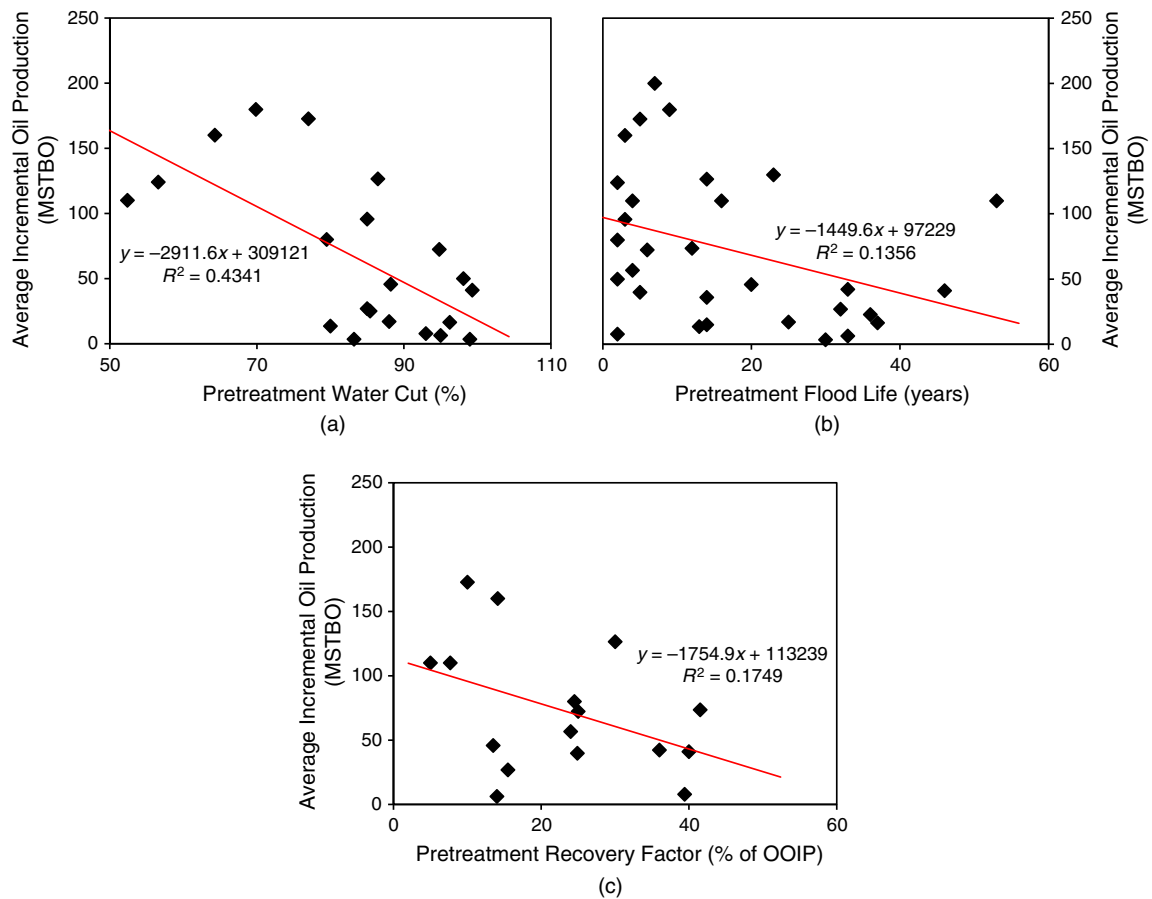 Average Incremental Oil Production
(MSTBO)
250
200
150
100
50
0
y = –2911.6x + 309121
R² = 0.4341
50
70
90
110
Pretreatment Water Cut (%)
(a)
y = –1449.6x + 97229
R² = 0.1356
0
20
40
60
Pretreatment Flood Life (years)
(b)
250
200
150
100
50
0
Average Incremental Oil Production
(MSTBO)
Average Incremental Oil Production
(MSTBO)
250
200
150
100
50
0
y = –1754.9x + 113239
R² = 0.1749
0
20
40
60
Pretreatment Recovery Factor (% of OOIP)
(c)